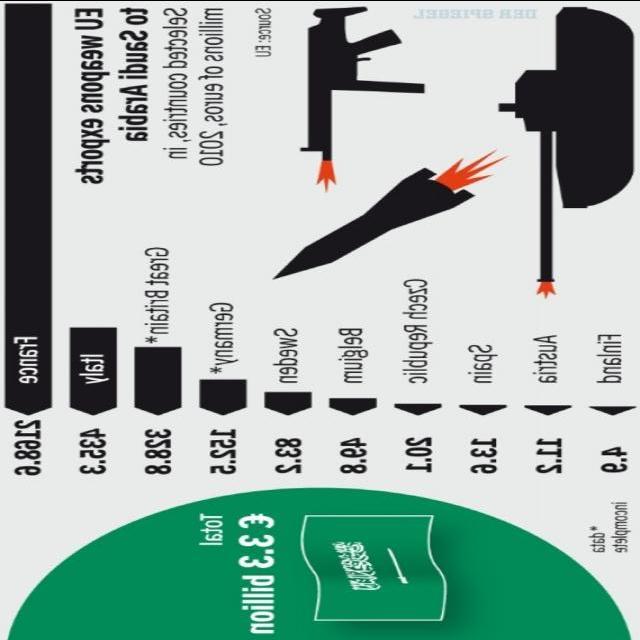 EU weapons exports
to Saudi Arabia
Selected countries, in
millions of euros, 2010
Source: EU
France 2168.6
Italy 435.3
Great Britain* 328.8
Germany* 152.5
Sweden 83.2
Belgium 49.8
Czech Republic 20.1
Spain 13.6
Austria 11.2
Finland 4.9
Total
€ 3.3 billion
*data
incomplete
DER SPIEGEL